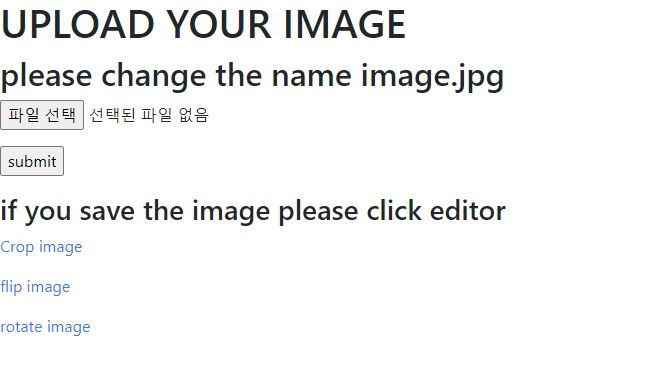 UPLOAD YOUR IMAGE
please change the name image.jpg
파일 선택 선택된 파일 없음
submit
if you save the image please click editor
Crop image
flip image
rotate image